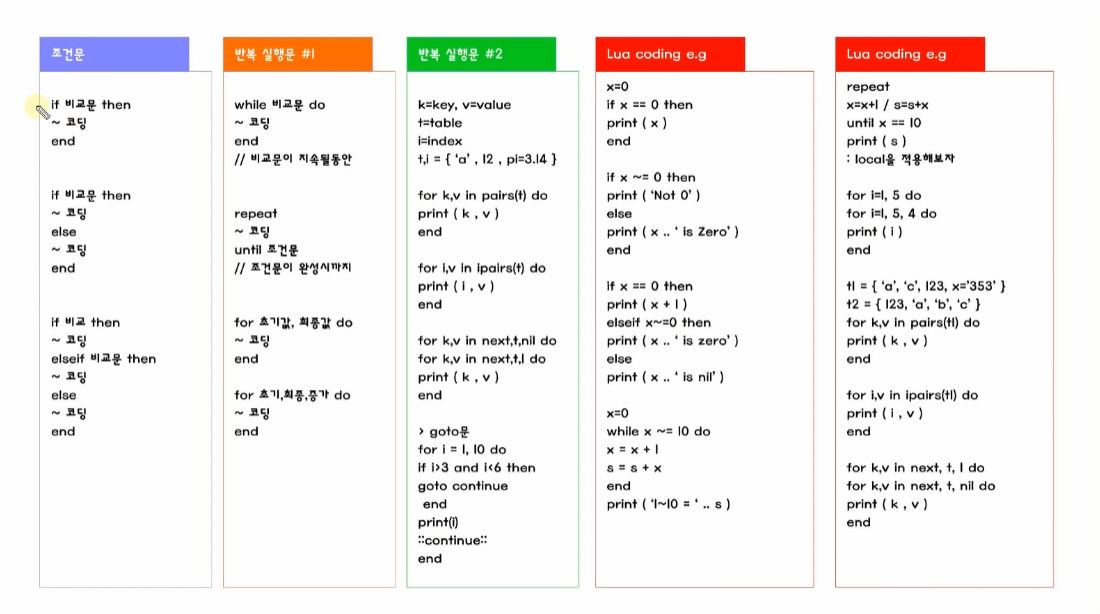 조건문
if 비교문 then
~ 코딩
end
if 비교문 then
~ 코딩
else
~ 코딩
end
if 비교 then
~ 코딩
elseif 비교문 then
~ 코딩
else
~ 코딩
end
반복 실행문 #1
while 비교문 do
~ 코딩
end
// 비교문이 지속될동안
repeat
~ 코딩
until 조건문
// 조건문이 완성시까지
for 초기값, 최종값 do
~ 코딩
end
for 초기,최종,증가 do
~ 코딩
end
반복 실행문 #2
k=key, v=value
t=table
i=index
t,i = { ‘a’ , 12 , pi=3.14 }
for k,v in pairs(t) do
print ( k , v )
end
for i,v in ipairs(t) do
print ( i , v )
end
for k,v in next,t,nil do
for k,v in next,t,1 do
print ( k , v )
end
> goto문
for i = 1, 10 do
if i>3 and i<6 then
goto continue
end
print(i)
::continue::
end
Lua coding e.g
x=0
if x == 0 then
print ( x )
end
if x ~= 0 then
print ( ‘Not 0’ )
else
print ( x .. ‘ is Zero’ )
end
if x == 0 then
print ( x + 1 )
elseif x~=0 then
print ( x .. ‘ is zero’ )
else
print ( x .. ‘ is nil’ )
x=0
while x ~= 10 do
x = x + 1
s = s + x
end
print ( ‘1~10 = ‘ .. s )
Lua coding e.g
repeat
x=x+1 / s=s+x
until x == 10
print ( s )
: local을 적용해보자
for i=1, 5 do
for i=1, 5, 4 do
print ( i )
end
t1 = { ‘a’, ‘c’, 123, x=’353’ }
t2 = { 123, ‘a’, ‘b’, ‘c’ }
for k,v in pairs(t1) do
print ( k , v )
end
for i,v in ipairs(t1) do
print ( i , v )
end
for k,v in next, t, 1 do
for k,v in next, t, nil do
print ( k , v )
end